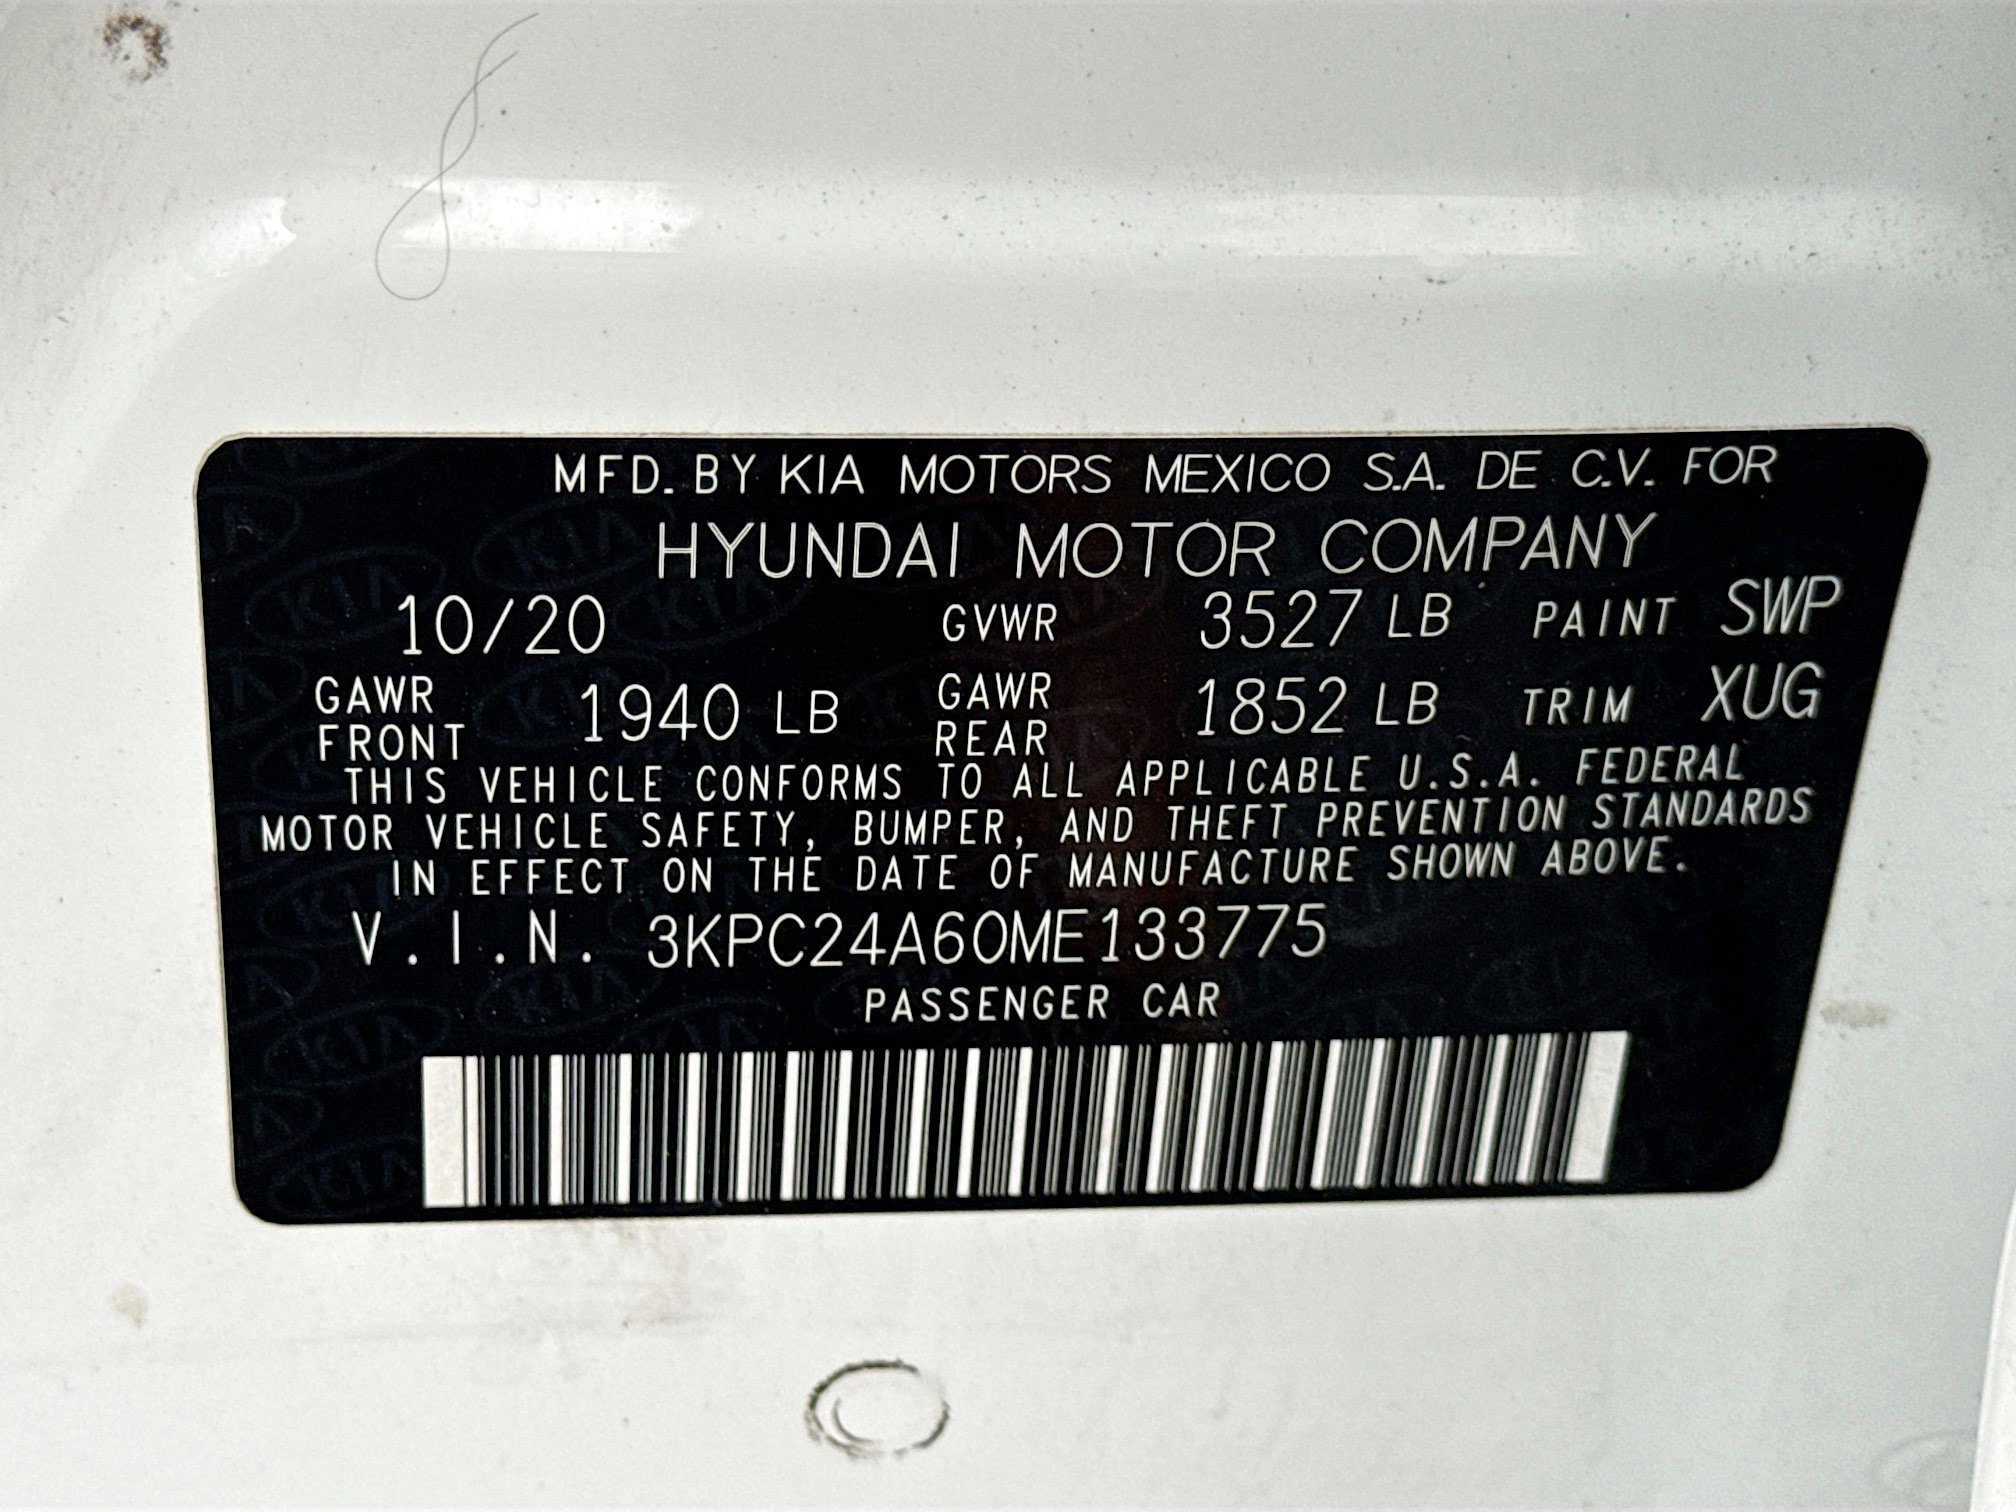 MFD. BY KIA MOTORS MEXICO S.A. DE C.V. FOR
HYUNDAI MOTOR COMPANY
10/20 GVWR 3527 LB PAINT SWP
GAWR FRONT 1940 LB GAWR REAR 1852 LB TRIM XUG
THIS VEHICLE CONFORMS TO ALL APPLICABLE U.S.A. FEDERAL
MOTOR VEHICLE SAFETY, BUMPER, AND THEFT PREVENTION STANDARDS
IN EFFECT ON THE DATE OF MANUFACTURE SHOWN ABOVE.
V.I.N. 3KPC24A60ME133775
PASSENGER CAR